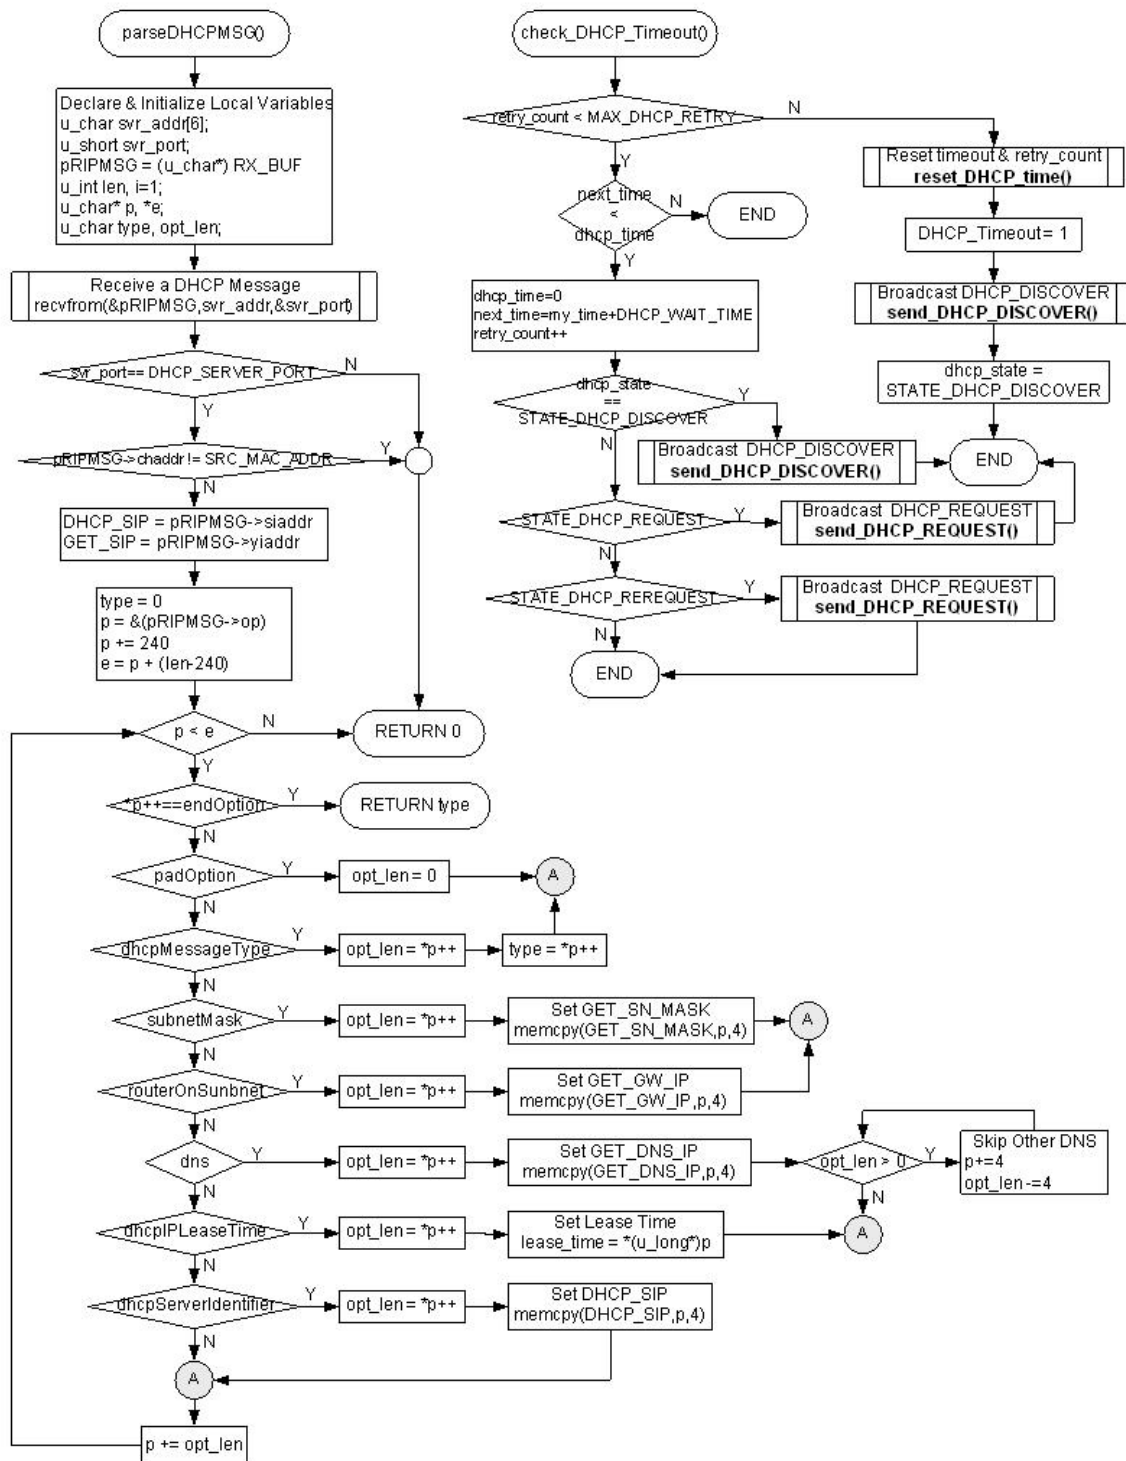 parseDHCPMSG()
Declare & Initialize Local Variables
u_char svr_addr[6];
u_short svr_port;
pRIPMSG = (u_char*) RX_BUF
u_int len, i=1;
u_char* p, *e;
u_char type, opt_len;
Receive a DHCP Message
recvfrom(&pRIPMSG,svr_addr,&svr_port)
svr_port== DHCP_SERVER_PORT
N
Y
pRIPMSG->chaddr!= SRC_MAC_ADDR
Y
N
DHCP_SIP = pRIPMSG->siaddr
GET_SIP = pRIPMSG->yiaddr
type = 0
p = &(pRIPMSG->op)
p += 240
e = p + (len-240)
p < e
N
RETURN 0
Y
*p++==endOption
Y
RETURN type
N
padOption
Y
opt_len = 0
A
N
dhcpMessageType
Y
opt_len= *p++
type = *p++
N
subnetMask
Y
opt_len= *p++
Set GET_SN_MASK
memcpy(GET_SN_MASK,p,4)
A
N
routerOnSunbnet
Y
opt_len= *p++
Set GET_GW_IP
memcpy(GET_GW_IP,p,4)
N
dns
Y
opt_len= *p++
Set GET_DNS_IP
memcpy(GET_DNS_IP,p,4)
opt_len > 0
Y
Skip Other DNS
p+=4
opt_len -=4
N
N
dhcpIPLeaseTime
Y
opt_len= *p++
Set Lease Time
lease_time = *(u_long*)p
A
N
dhcpServerIdentifier
Y
opt_len= *p++
Set DHCP_SIP
memcpy(DHCP_SIP,p,4)
N
A
p += opt_len
check_DHCP_Timeout()
retry_count < MAX_DHCP_RETRY
N
Y
next_time
<
dhcp_time
N
END
Y
dhcp_time=0
next_time=my_time+DHCP_WAIT_TIME
retry_count++
dhcp_state
==
STATE_DHCP_DISCOVER
Y
N
Broadcast DHCP_DISCOVER
send_DHCP_DISCOVER()
STATE_DHCP_REQUEST
Y
Broadcast DHCP_REQUEST
send_DHCP_REQUEST()
N
STATE_DHCP_REREQUEST
Y
Broadcast DHCP_REQUEST
send_DHCP_REQUEST()
N
END
Reset timeout & retry_count
reset_DHCP_time()
DHCP_Timeout= 1
Broadcast DHCP_DISCOVER
send_DHCP_DISCOVER()
dhcp_state =
STATE_DHCP_DISCOVER
END